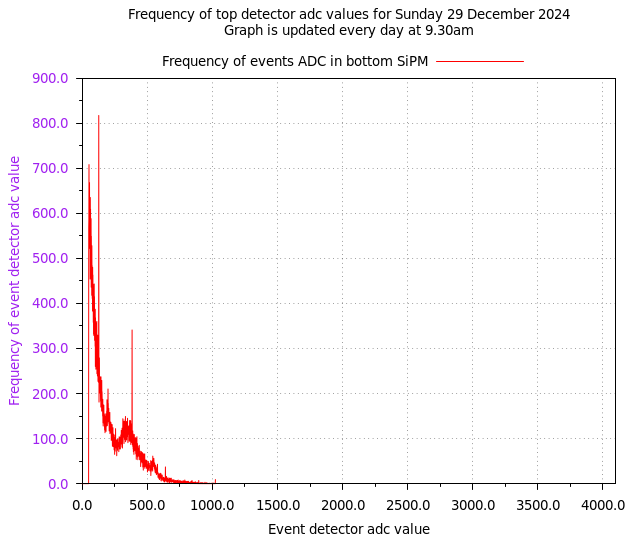 Frequency of top detector adc values for Sunday 29 December 2024
Graph is updated every day at 9.30am
Frequency of events ADC in bottom SiPM
Frequency of event detector adc value
900.0
800.0
700.0
600.0
500.0
400.0
300.0
200.0
100.0
0.0
0.0 500.0 1000.0 1500.0 2000.0 2500.0 3000.0 3500.0 4000.0
Event detector adc value